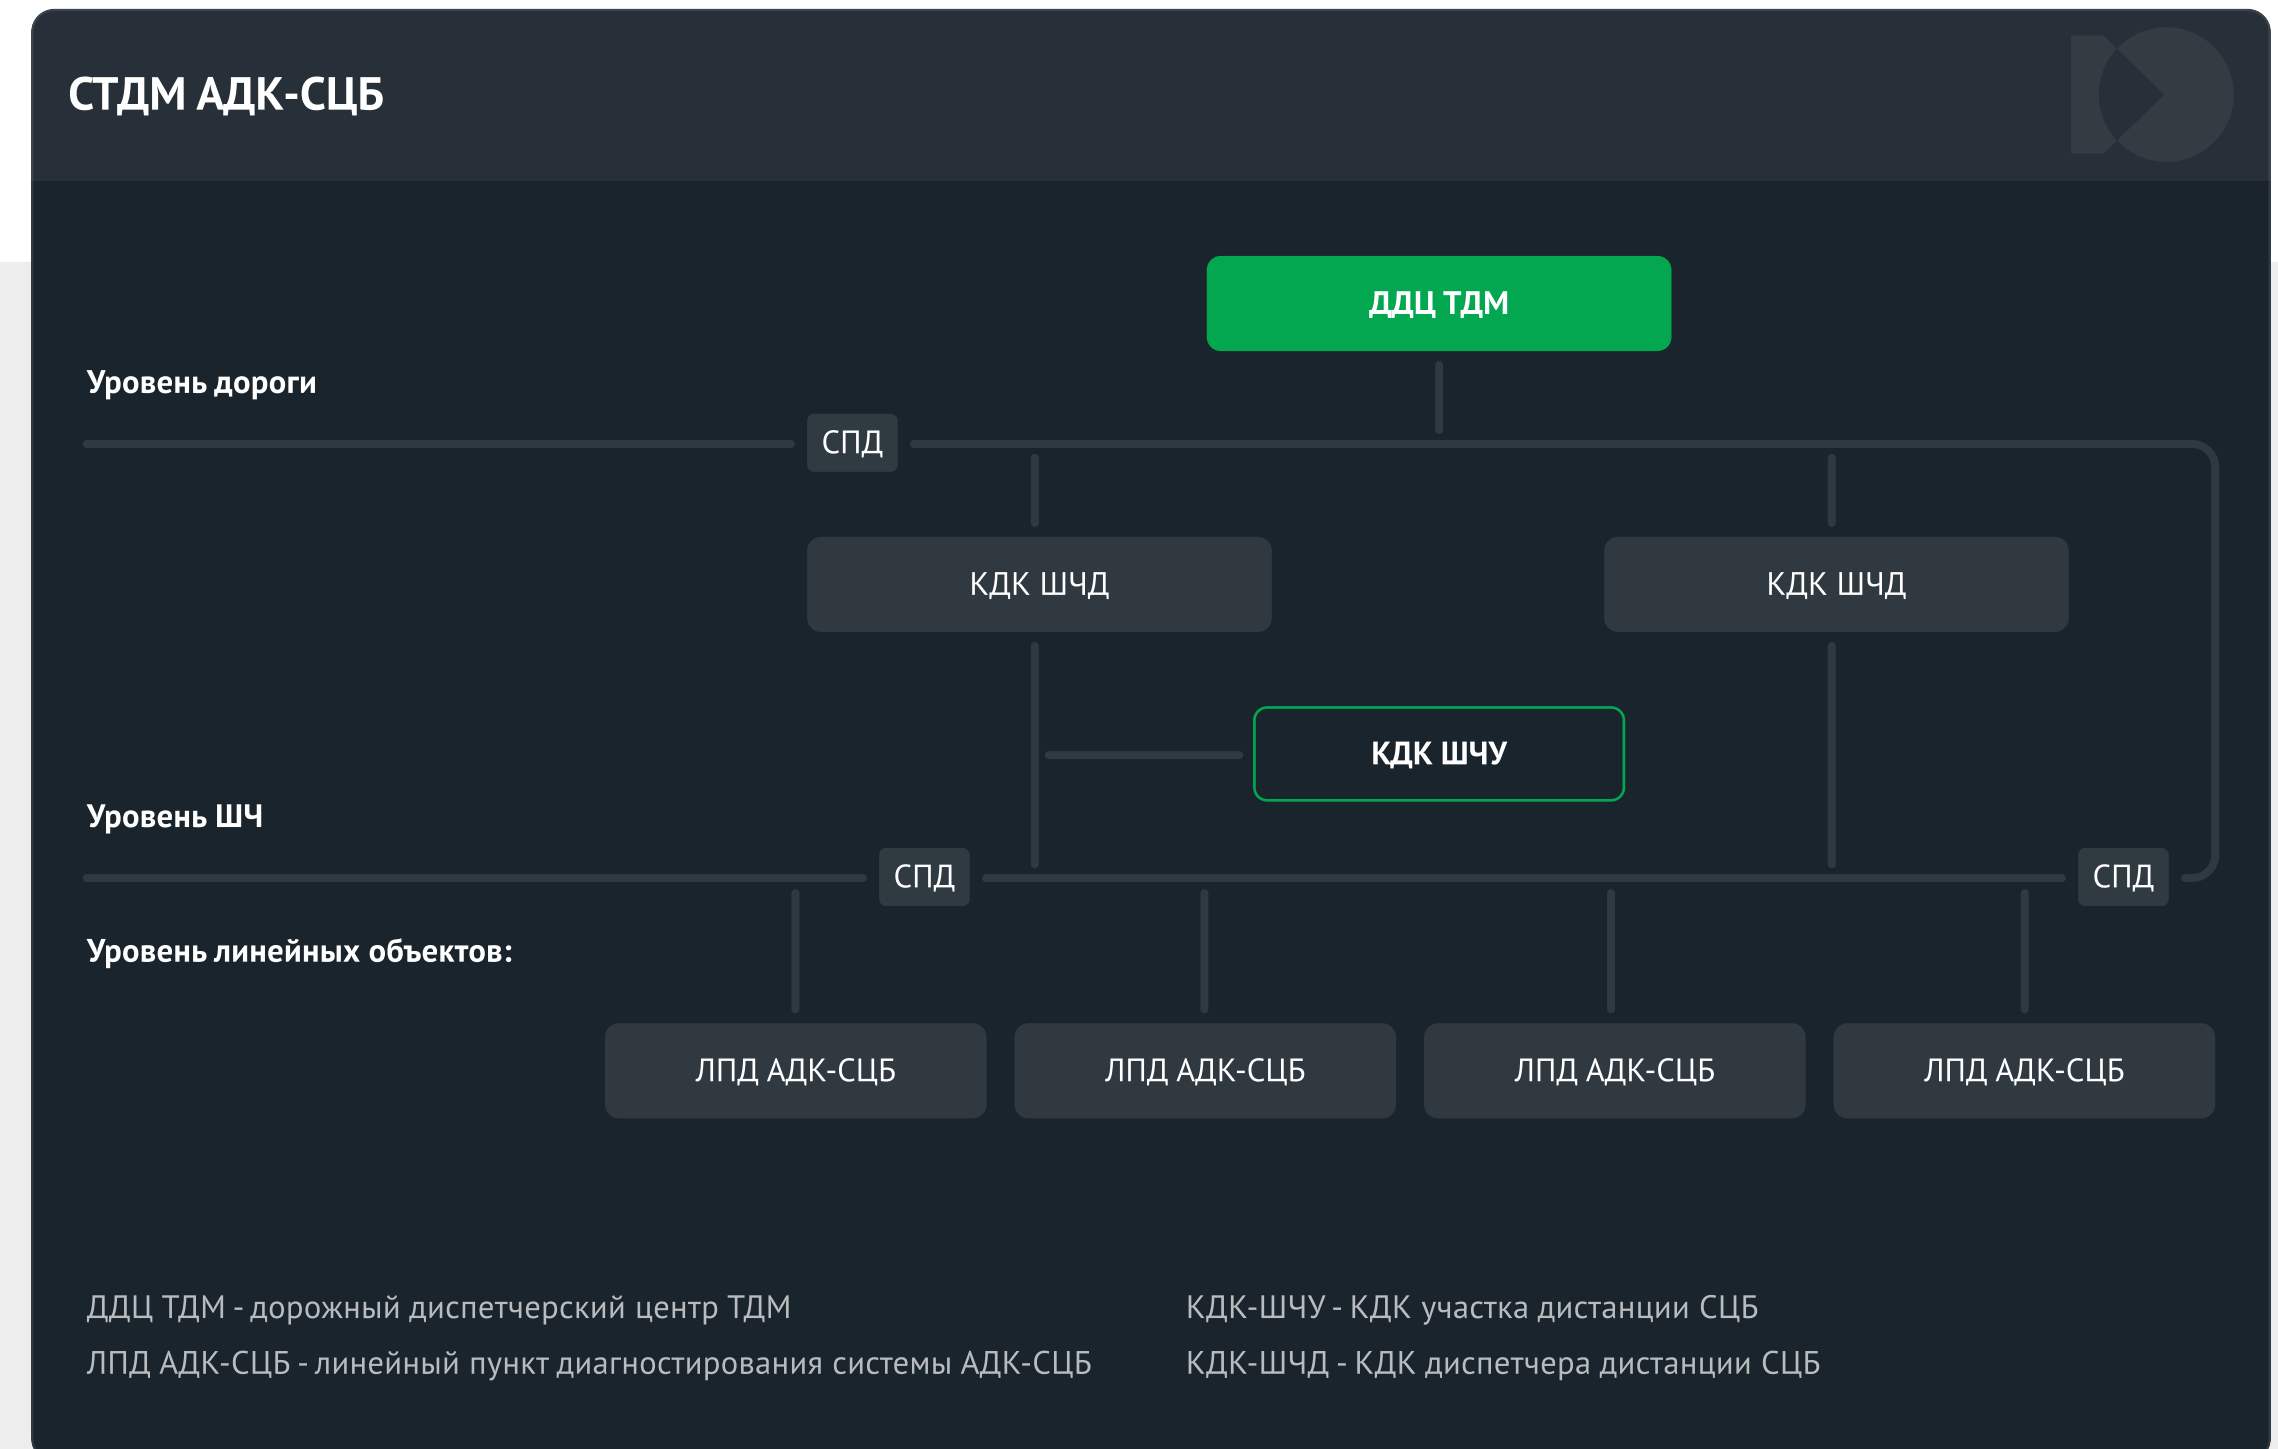 СТДМ АДК-СЦБ
ДДЦ ТДМ
Уровень дороги
СПД
КДК ШЧД
КДК ШЧД
КДК ШЧУ
Уровень ШЧ
СПД
СПД
Уровень линейных объектов:
ЛПД АДК-СЦБ
ЛПД АДК-СЦБ
ЛПД АДК-СЦБ
ЛПД АДК-СЦБ
ДДЦ ТДМ - дорожный диспетчерский центр ТДМ
ЛПД АДК-СЦБ - линейный пункт диагностирования системы АДК-СЦБ
КДК-ШЧУ - КДК участка дистанции СЦБ
КДК-ШЧД - КДК диспетчера дистанции СЦБ